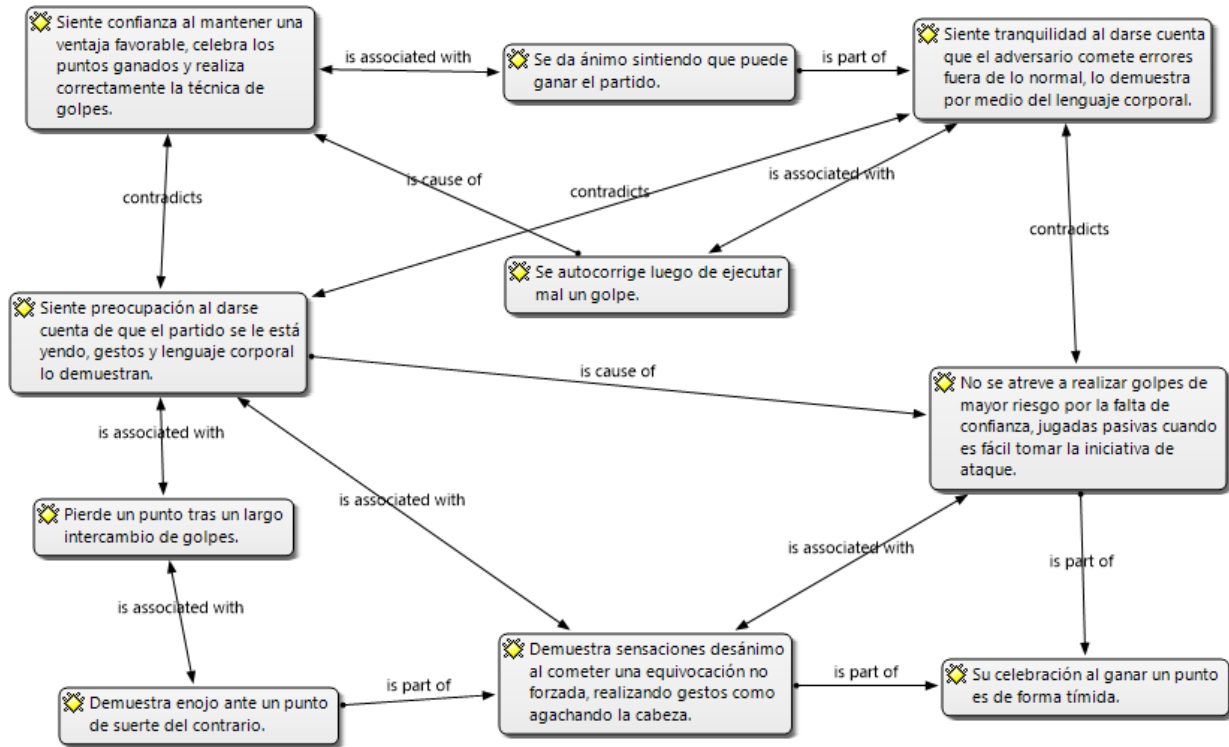 Siente confianza al mantener una
ventaja favorable, celebra los
puntos ganados y realiza
correctamente la técnica de
golpes.
is associated with
Se da ánimo sintiendo que puede
ganar el partido.
is part of
Siente tranquilidad al darse cuenta
que el adversario comete errores
fuera de lo normal, lo demuestra
por medio del lenguaje corporal.
contradicts
is cause of
contradicts
is associated with
contradicts
Se autocorrige luego de ejecutar
mal un golpe.
Siente preocupación al darse
cuenta de que el partido se le está
yendo, gestos y lenguaje corporal
lo demuestran.
is cause of
No se atreve a realizar golpes de
mayor riesgo por la falta de
confianza, jugadas pasivas cuando
es fácil tomar la iniciativa de
ataque.
is associated with
is associated with
Pierde un punto tras un largo
intercambio de golpes.
is associated with
is part of
is associated with
Demuestra sensaciones desánimo
al cometer una equivocación no
forzada, realizando gestos como
agachando la cabeza.
is part of
Su celebración al ganar un punto
es de forma tímida.
is part of
Demuestra enojo ante un punto
de suerte del contrario.